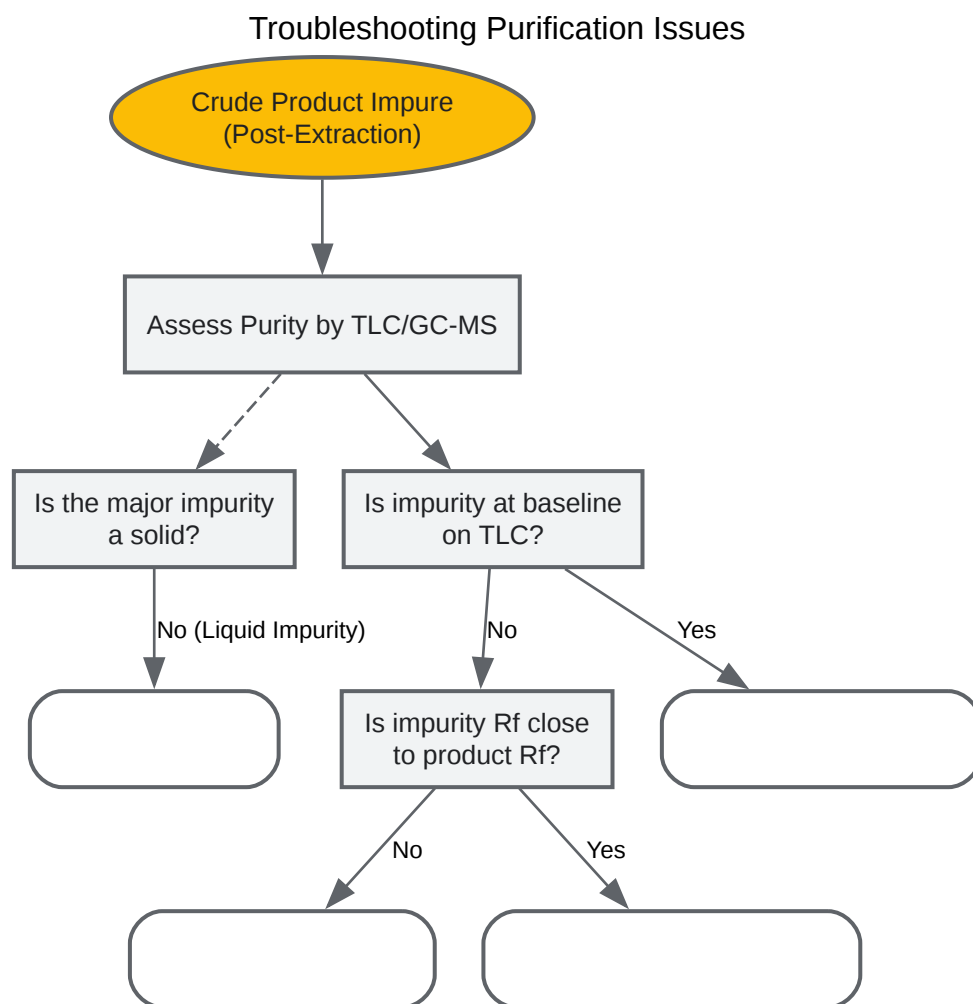 Troubleshooting Purification Issues
Crude Product Impure
(Post-Extraction)
Assess Purity by TLC/GC-MS
Is the major impurity
a solid?
Is impurity at baseline
on TLC?
No (Liquid Impurity)
No
Yes
Is impurity Rf close
to product Rf?
No
Yes